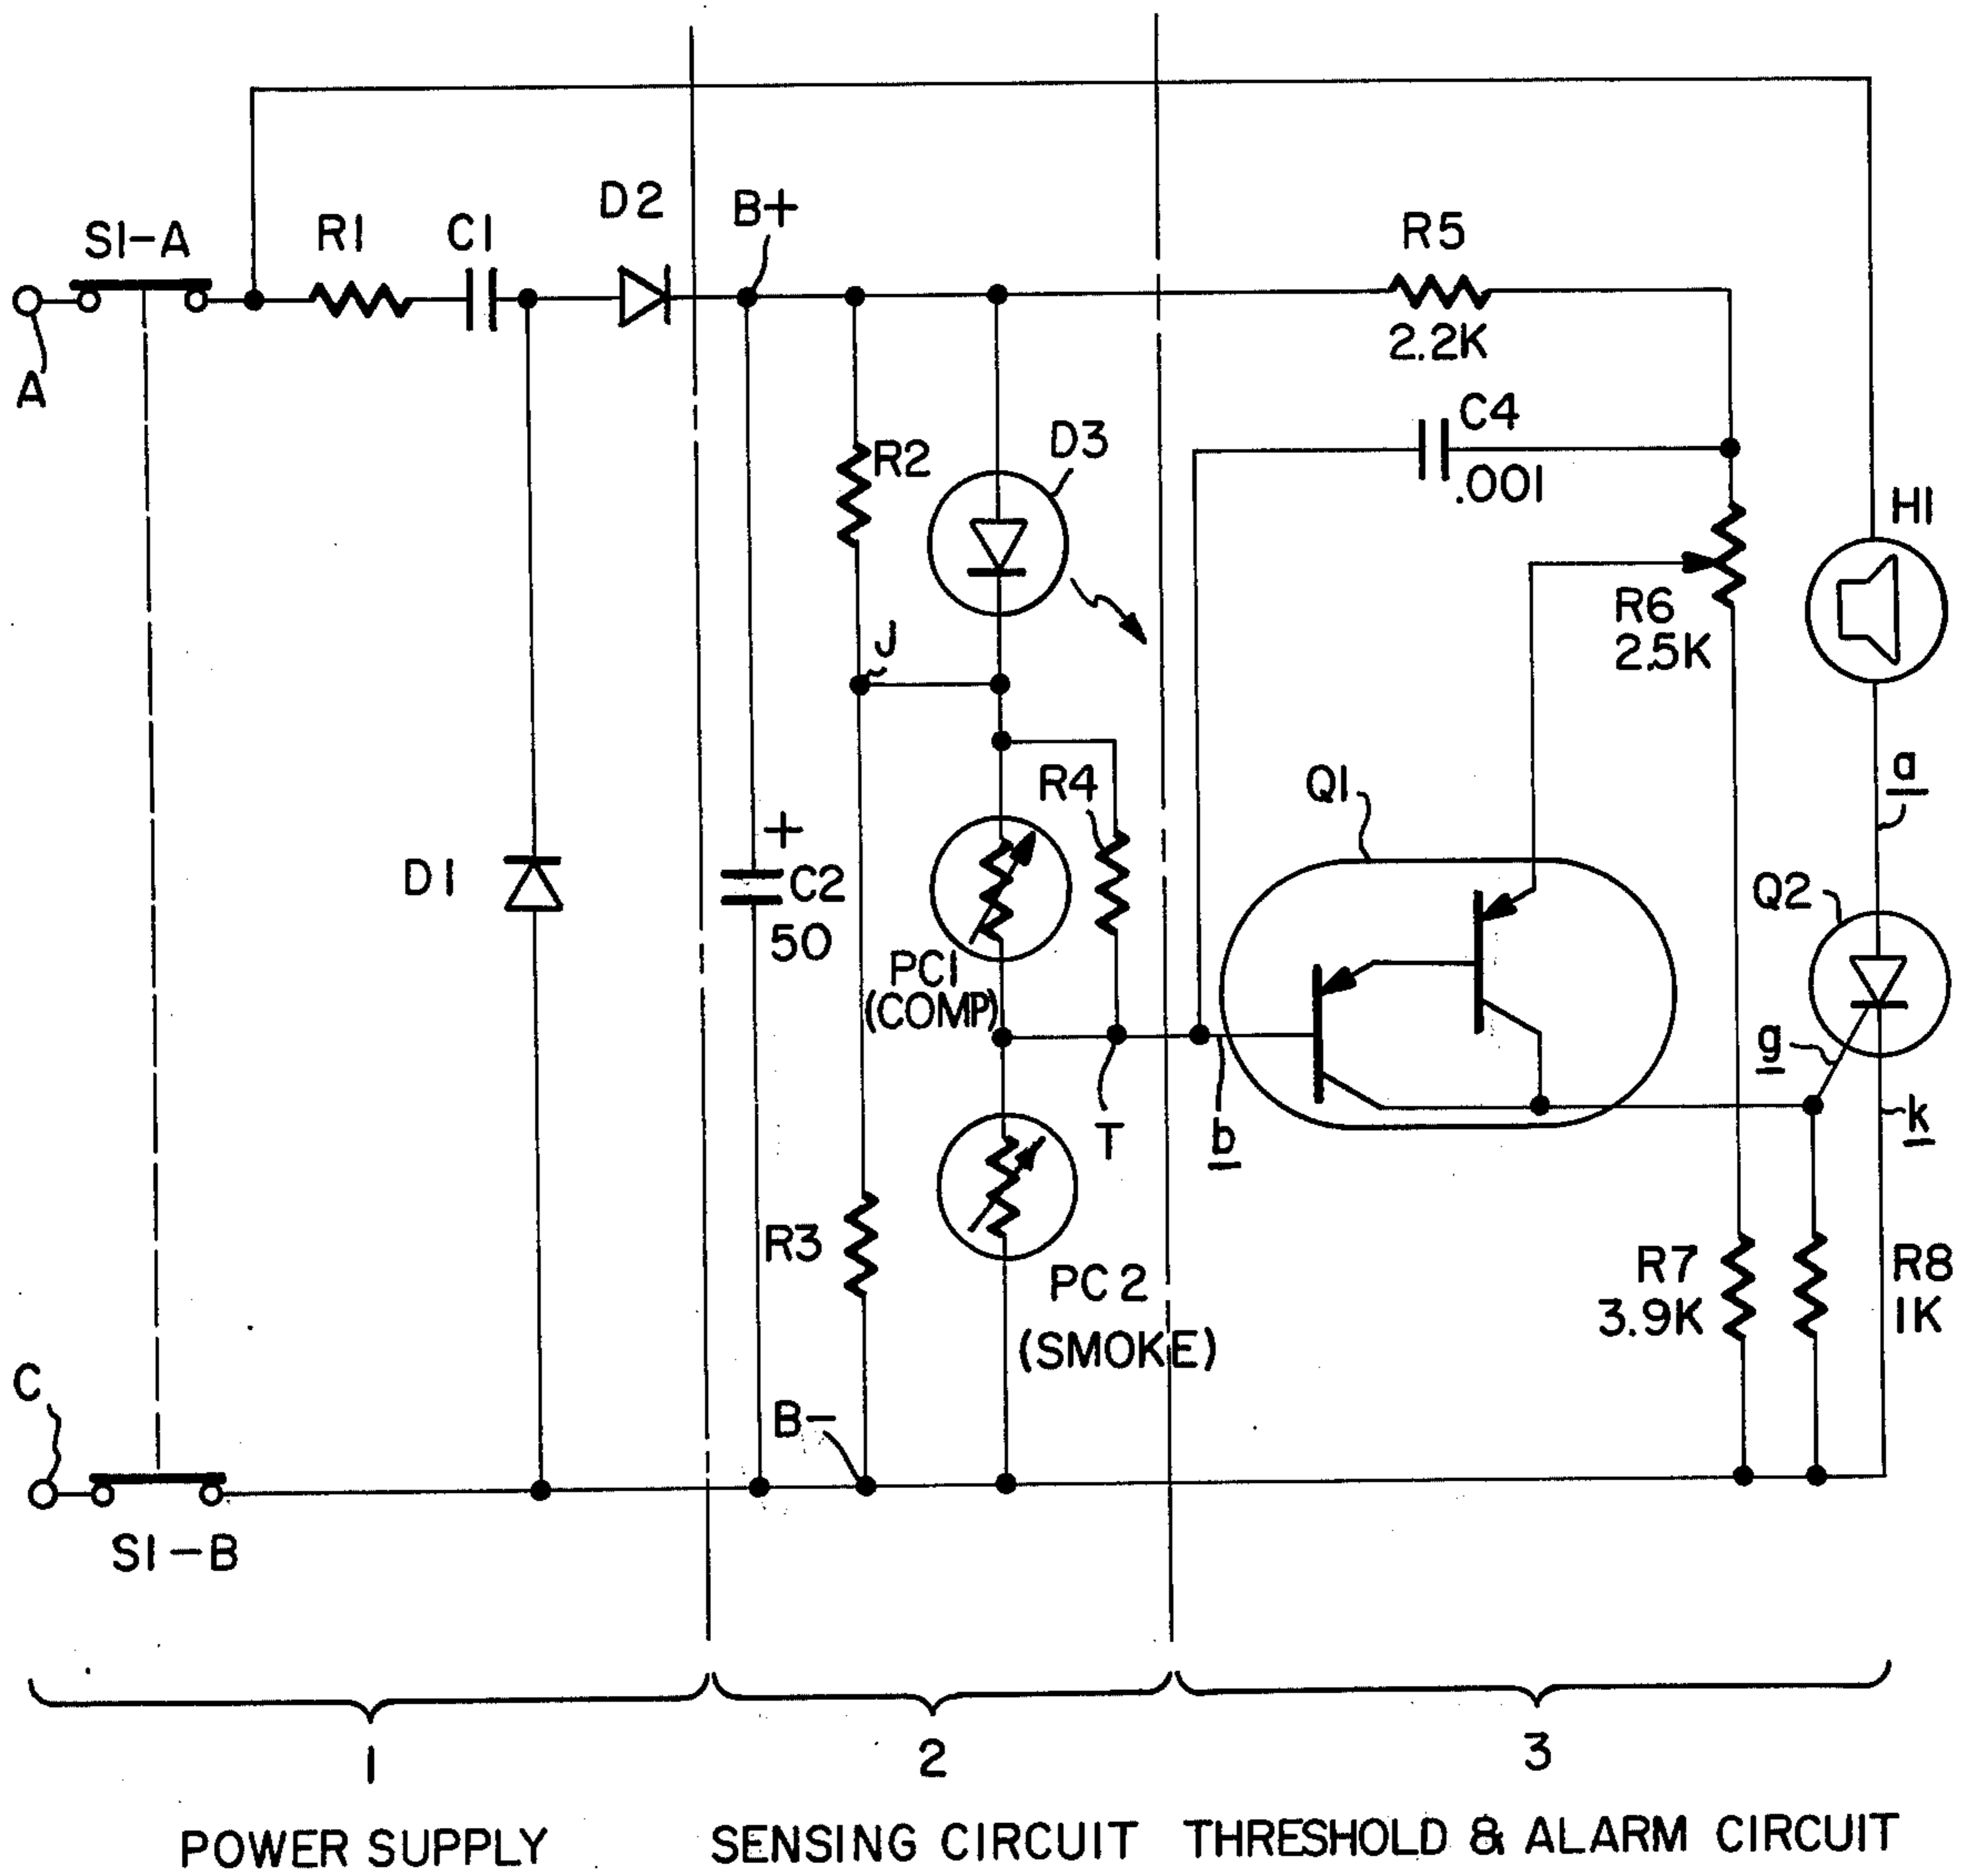 S1-A
R1
C1
D2
B+
R5
2.2K
A
C4
.001
R2
D3
H1
J
R6
2.5K
R4
Q1
a
D1
+
C2
50
PC1
(COMP)
Q2
g
T
b
k
R3
PC2
(SMOKE)
R7
3.9K
R8
1K
C
B-
S1-B
1
2
3
POWER SUPPLY
SENSING CIRCUIT
THRESHOLD & ALARM CIRCUIT